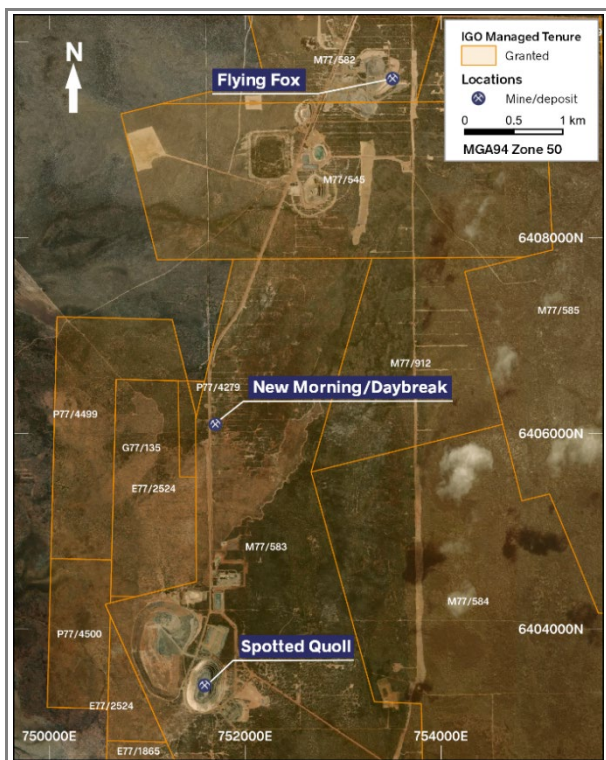 N
M77/582
Flying Fox
IGO Managed Tenure
Granted
Locations
Mine/deposit
0 0.5 1 km
MGA94 Zone 50
M77/545
6408000N
M77/585
M77/912
P77/4279
New Morning/Daybreak
P77/4499
6406000N
G77/135
E77/2524
M77/583
M77/584
6404000N
P77/4500
Spotted Quoll
E77/2524
E77/1865
750000E
752000E
754000E